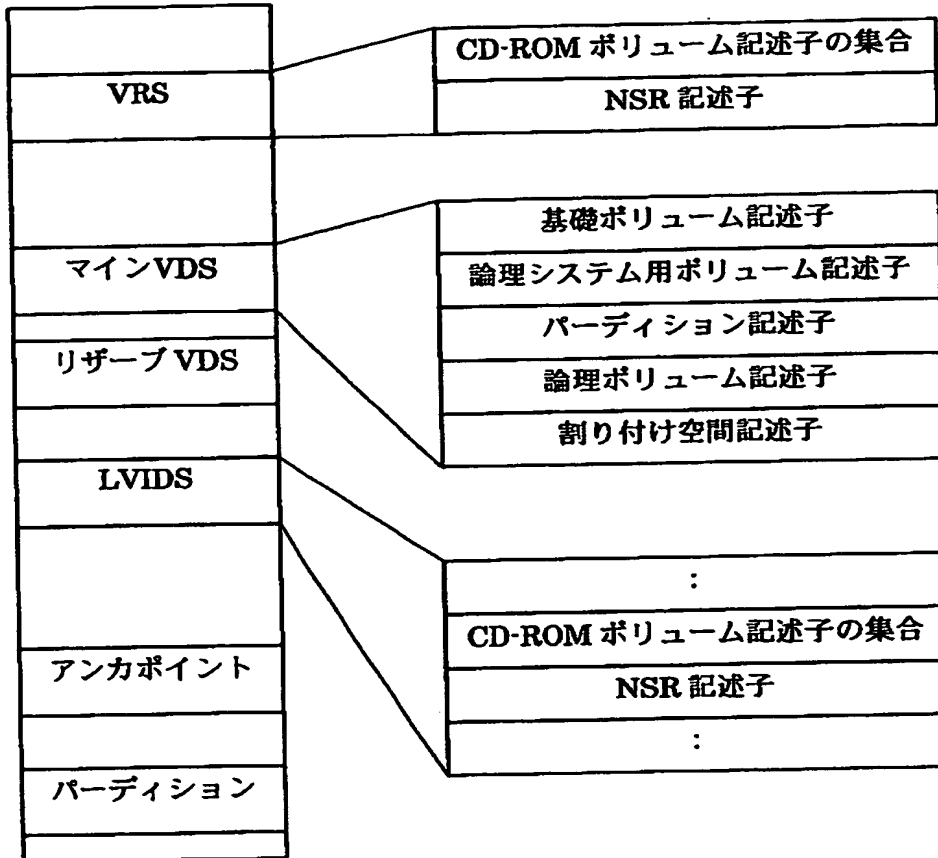 VRS
マインVDS
リザーブ VDS
LVIDS
アンカポイント
パーディション
CD-ROM ボリューム記述子の集合
NSR 記述子
基礎ボリューム記述子
論理システム用ボリューム記述子
パーディション記述子
論理ボリューム記述子
割り付け空間記述子
:
CD-ROM ボリューム記述子の集合
NSR 記述子
: